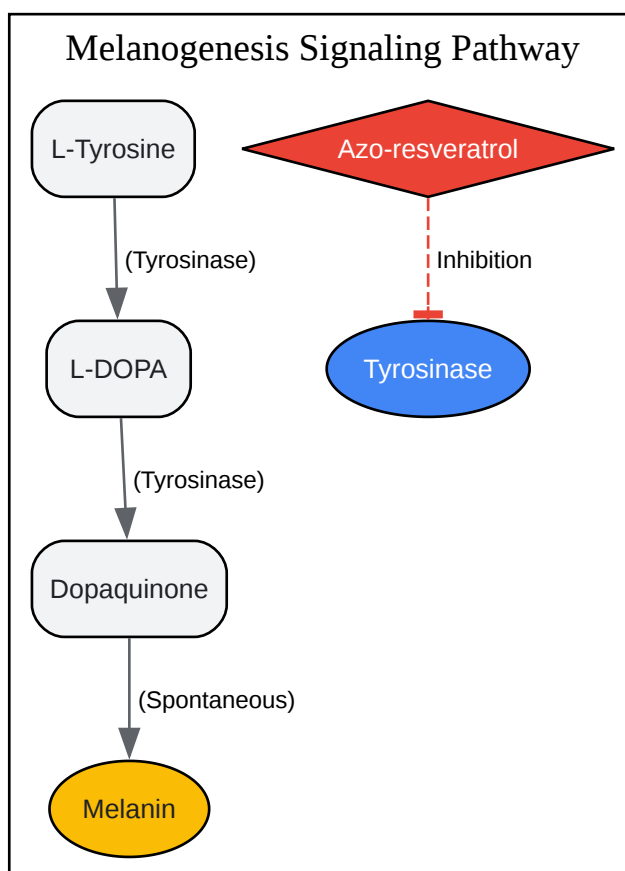 Melanogenesis Signaling Pathway
L-Tyrosine
Azo-resveratrol
(Tyrosinase)
Inhibition
L-DOPA
Tyrosinase
(Tyrosinase)
Dopaquinone
(Spontaneous)
Melanin